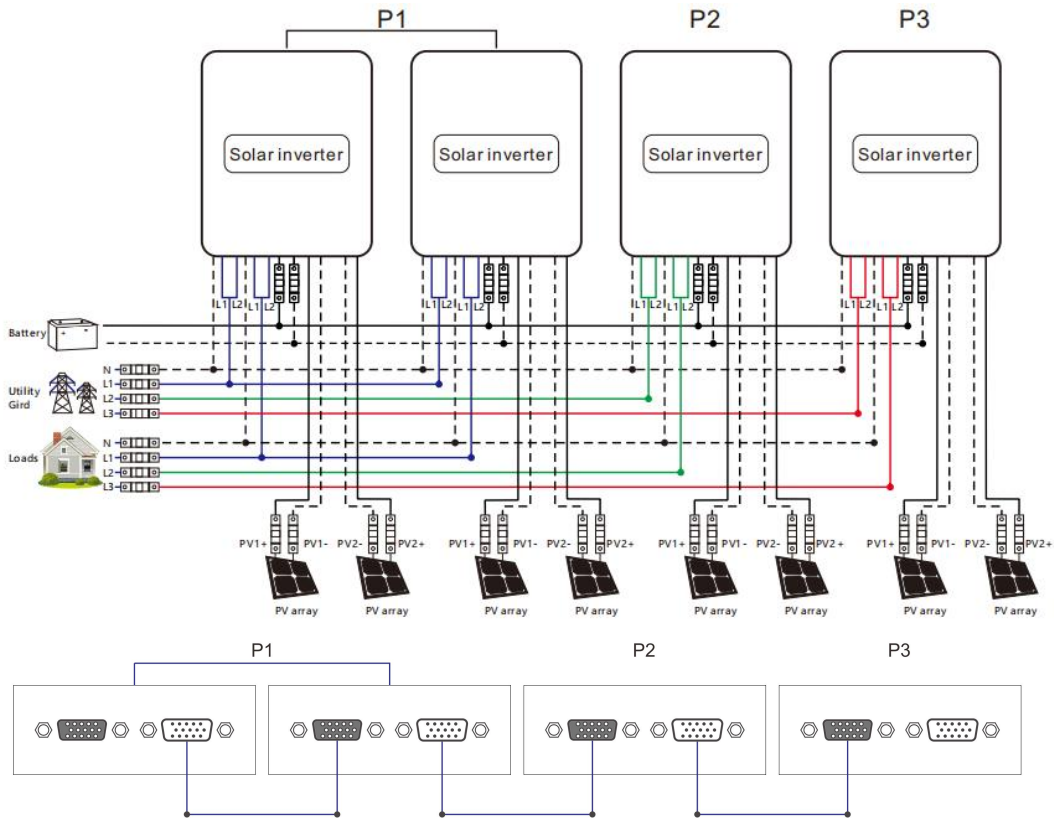 P1 P2 P3
Solar inverter Solar inverter Solar inverter Solar inverter
L1 L2 L1 L2 L1 L2 L1 L2 L1 L2 L1 L2 L1 L2 L1 L2
Battery
N
L1
Utility
Gird
L2
L3
N
Loads
L1
L2
L3
PV1+ PV1- PV2- PV2+ PV1+ PV1- PV2- PV2+ PV1+ PV1- PV2- PV2+ PV1+ PV1- PV2- PV2+
PV array PV array PV array PV array PV array PV array PV array PV array
P1 P2 P3